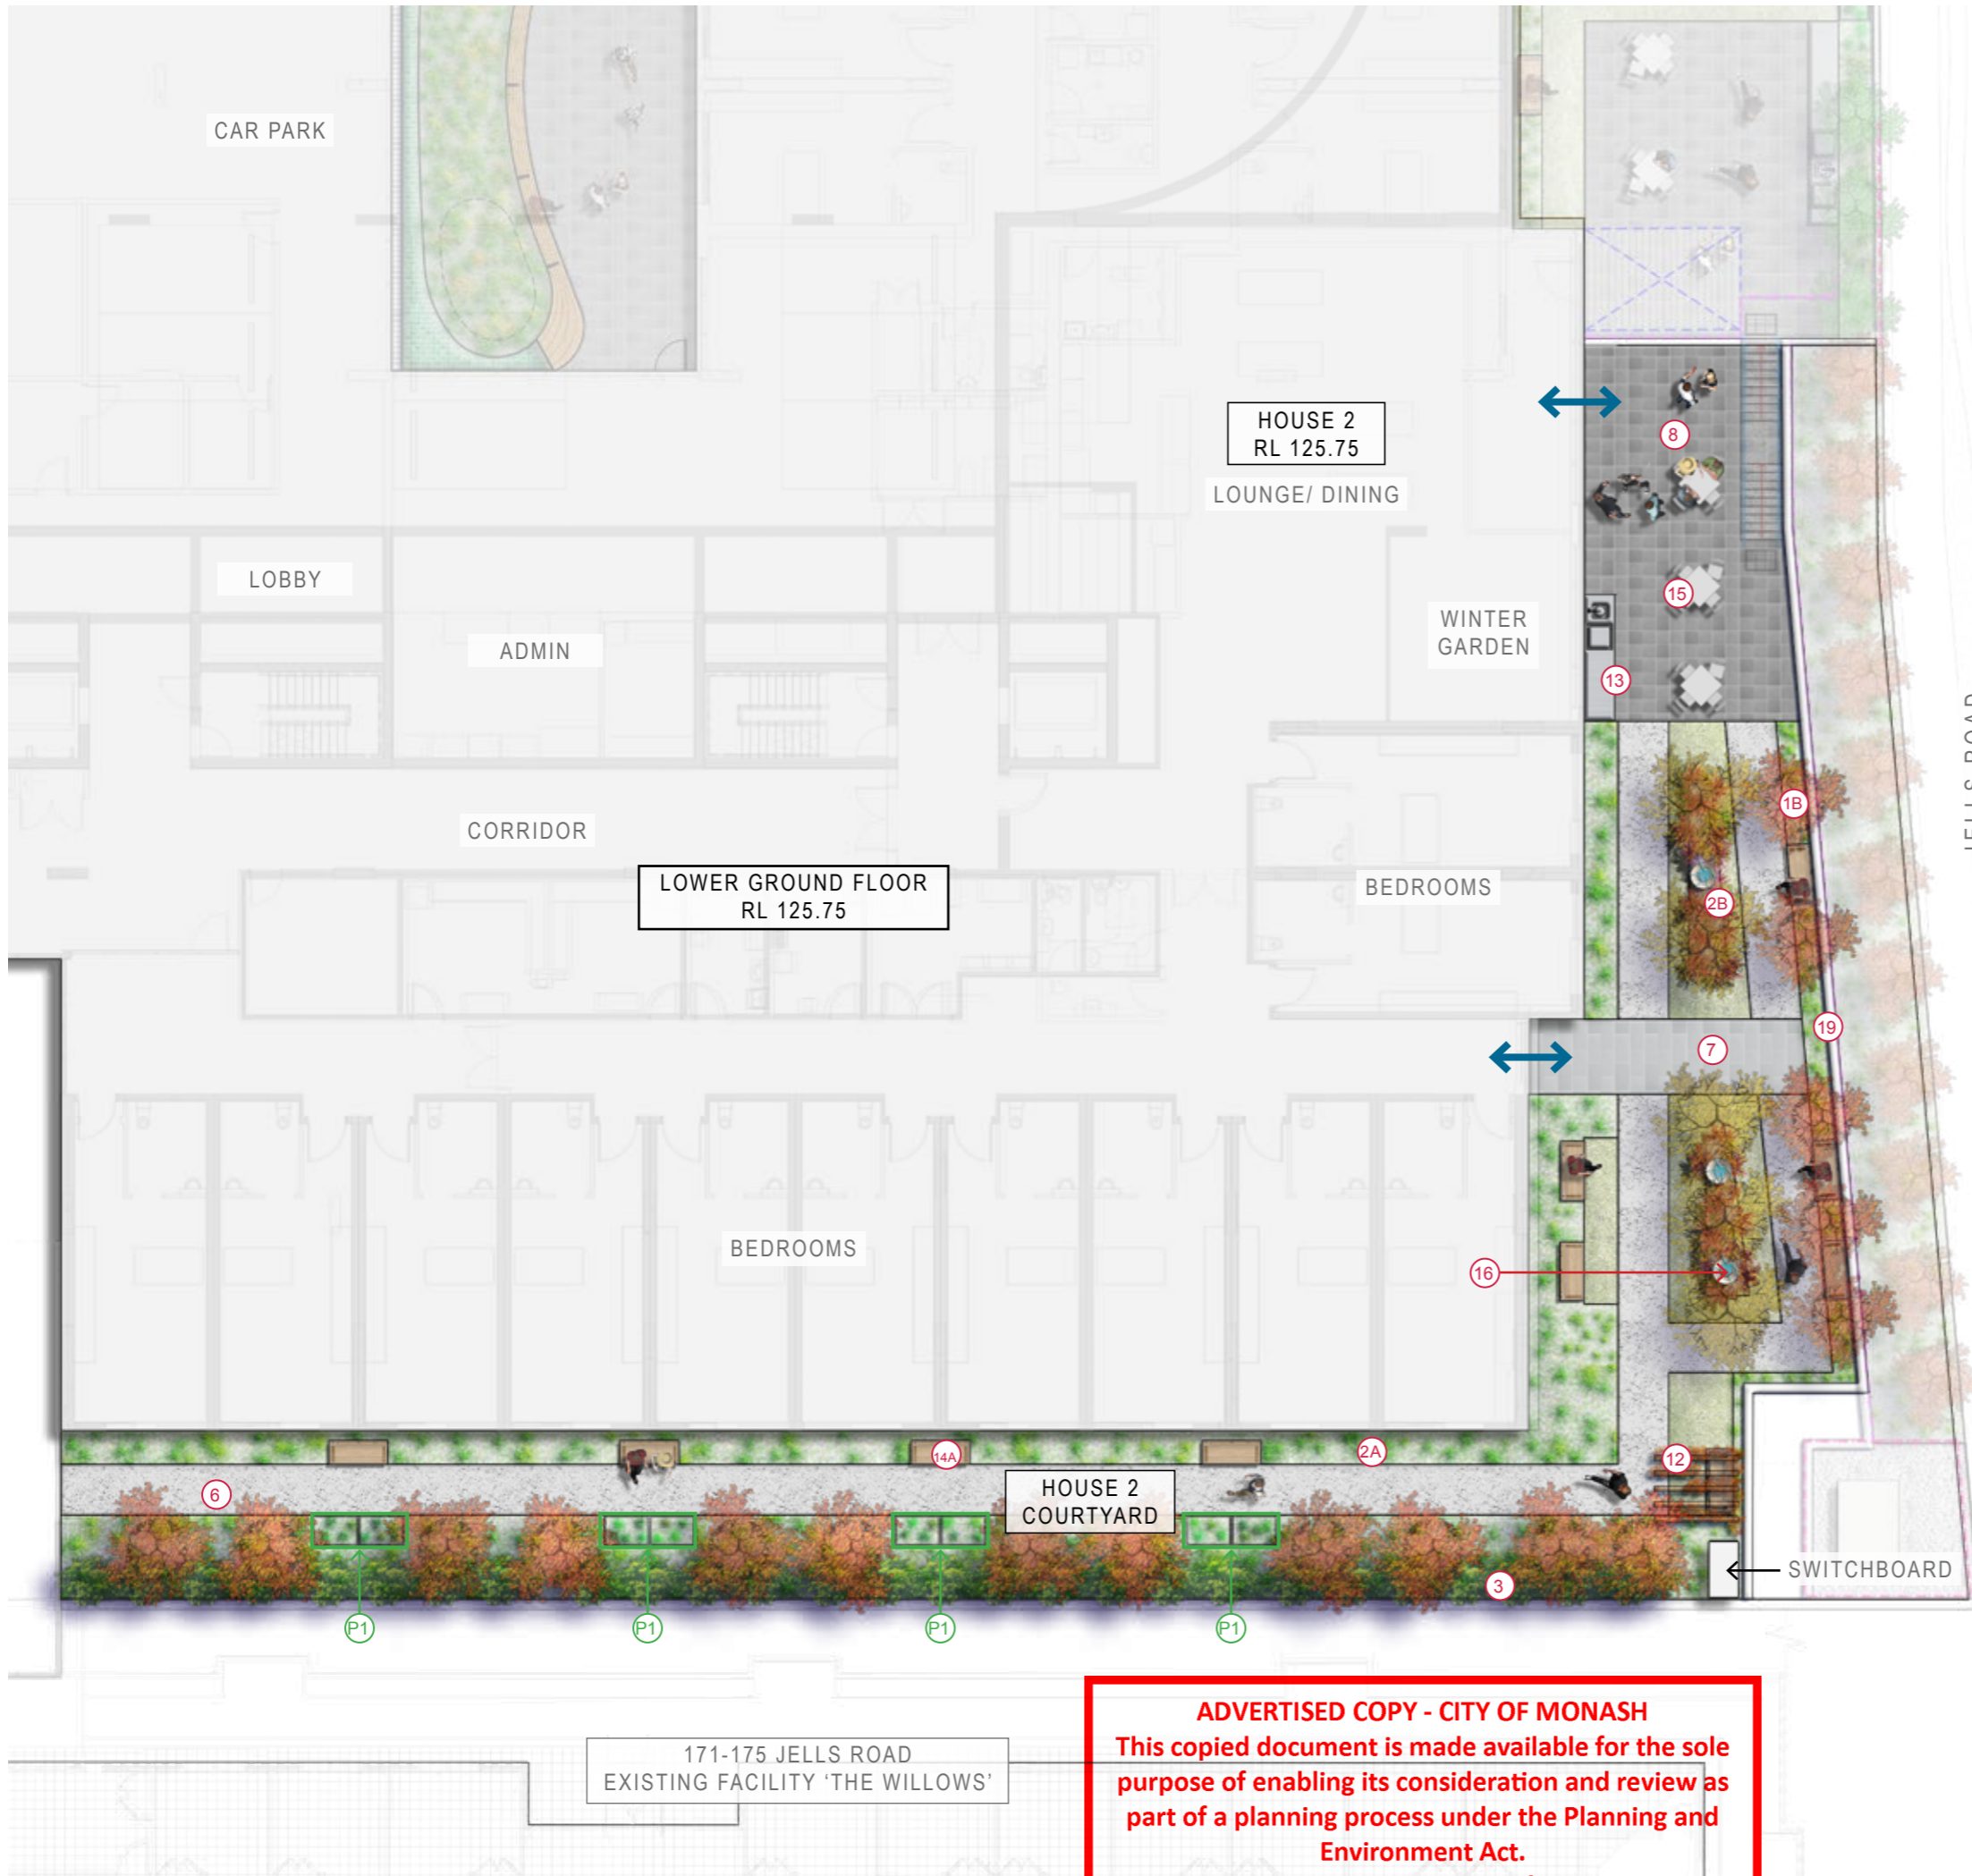 CAR PARK
HOUSE 2
RL 125.75
LOUNGE/ DINING
8
LOBBY
ADMIN
15
WINTER
GARDEN
13
1B
CORRIDOR
LOWER GROUND FLOOR
RL 125.75
BEDROOMS
2B
19
7
JELLS ROAD
BEDROOMS
16
14A
2A
12
6
HOUSE 2
COURTYARD
3
SWITCHBOARD
P1
P1
P1
P1
171-175 JELLS ROAD
EXISTING FACILITY ‘THE WILLOWS’
ADVERTISED COPY - CITY OF MONASH
This copied document is made available for the sole
purpose of enabling its consideration and review as
part of a planning process under the Planning and
Environment Act.